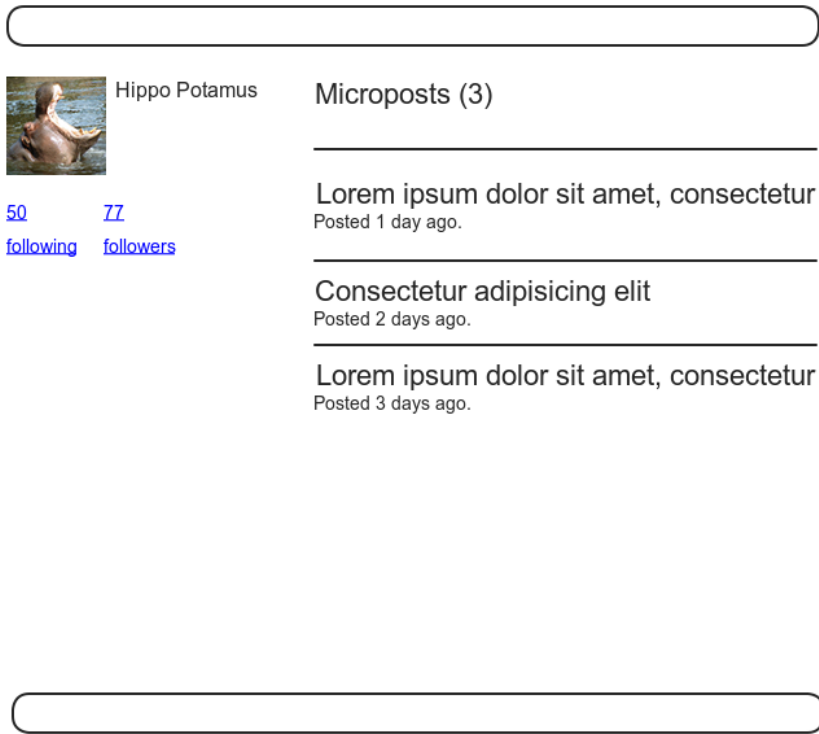 Hippo Potamus
50 77
following followers
Microposts (3)
Lorem ipsum dolor sit amet, consectetur
Posted 1 day ago.
Consectetur adipisicing elit
Posted 2 days ago.
Lorem ipsum dolor sit amet, consectetur
Posted 3 days ago.